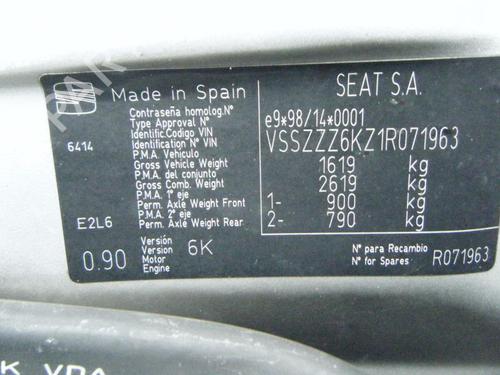 Made in Spain
SEAT S.A.
Contraseña homolog.Nº
Type Approval Nº
e9*98/14*0001
Identific.Codigo VIN
Identification Nº VIN
VSSZZZ6KZ1R071963
6414
P.M.A. Vehiculo
Gross Vehicle Weight
1619 kg
P.M.A. del conjunto
Gross Comb. Weight
2619 kg
P.M.A. 1º eje
Perm. Axle Weight Front
1- 900 kg
P.M.A. 2º eje
Perm. Axle Weight Rear
2- 790 kg
E2L6
0.90
Versión
Version
Motor
Engine
6K
Nº para Recambio
Nº for Spares
R071963
K VDA